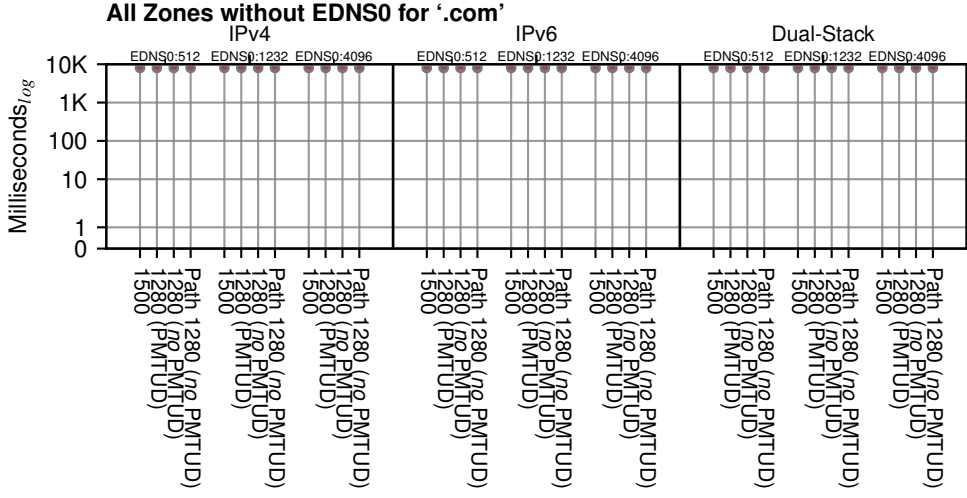 All Zones without EDNS0 for ‘.com’
IPv4
IPv6
Dual-Stack
EDNS0:512
EDNS0:1232
EDNS0:4096
EDNS0:512
EDNS0:1232
EDNS0:4096
EDNS0:512
EDNS0:1232
EDNS0:4096
Milliseconds_log
10K
1K
100
10
1
0
1500
1280 (PMTUD)
1280 (no PMTUD)
Path 1280 (no PMTUD)
1500
1280 (PMTUD)
1280 (no PMTUD)
Path 1280 (no PMTUD)
1500
1280 (PMTUD)
1280 (no PMTUD)
Path 1280 (no PMTUD)
1500
1280 (PMTUD)
1280 (no PMTUD)
Path 1280 (no PMTUD)
1500
1280 (PMTUD)
1280 (no PMTUD)
Path 1280 (no PMTUD)
1500
1280 (PMTUD)
1280 (no PMTUD)
Path 1280 (no PMTUD)
1500
1280 (PMTUD)
1280 (no PMTUD)
Path 1280 (no PMTUD)
1500
1280 (PMTUD)
1280 (no PMTUD)
Path 1280 (no PMTUD)
1500
1280 (PMTUD)
1280 (no PMTUD)
Path 1280 (no PMTUD)